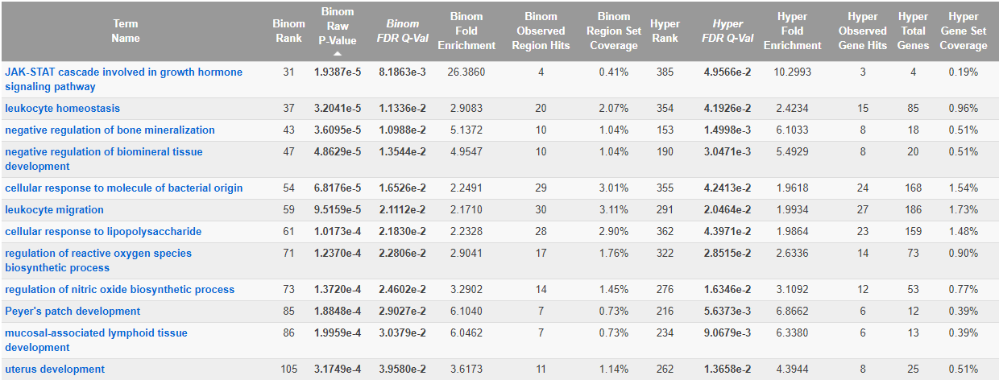 Term Name Binom Rank Binom Raw P-Value Binom FDR Q-Val Binom Fold Enrichment Binom Observed Region Hits Binom Region Set Coverage Hyper Rank Hyper FDR Q-Val Hyper Fold Enrichment Hyper Observed Gene Hits Hyper Total Genes Hyper Gene Set Coverage
JAK-STAT cascade involved in growth hormone signaling pathway 31 1.9387e-5 8.1863e-3 26.3860 4 0.41% 385 4.9566e-2 10.2993 3 4 0.19%
leukocyte homeostasis 37 3.2041e-5 1.1336e-2 2.9083 20 2.07% 354 4.1926e-2 2.4234 15 85 0.96%
negative regulation of bone mineralization 43 3.6095e-5 1.0988e-2 5.1372 10 1.04% 153 1.4998e-3 6.1033 8 18 0.51%
negative regulation of biomineral tissue development 47 4.8629e-5 1.3544e-2 4.9547 10 1.04% 190 3.0471e-3 5.4929 8 20 0.51%
cellular response to molecule of bacterial origin 54 6.8176e-5 1.6526e-2 2.2491 29 3.01% 355 4.2413e-2 1.9618 24 168 1.54%
leukocyte migration 59 9.5159e-5 2.1112e-2 2.1710 30 3.11% 291 2.0464e-2 1.9934 27 186 1.73%
cellular response to lipopolysaccharide 61 1.0173e-4 2.1830e-2 2.2328 28 2.90% 362 4.3971e-2 1.9864 23 159 1.48%
regulation of reactive oxygen species biosynthetic process 71 1.2370e-4 2.2806e-2 2.9041 17 1.76% 322 2.8515e-2 2.6336 14 73 0.90%
regulation of nitric oxide biosynthetic process 73 1.3720e-4 2.4602e-2 3.2902 14 1.45% 276 1.6346e-2 3.1092 12 53 0.77%
Peyer's patch development 85 1.8848e-4 2.9027e-2 6.1040 7 0.73% 216 5.6373e-3 6.8662 6 12 0.39%
mucosal-associated lymphoid tissue development 86 1.9959e-4 3.0379e-2 6.0462 7 0.73% 234 9.0679e-3 6.3380 6 13 0.39%
uterus development 105 3.1749e-4 3.9580e-2 3.6173 11 1.14% 262 1.3658e-2 4.3944 8 25 0.51%